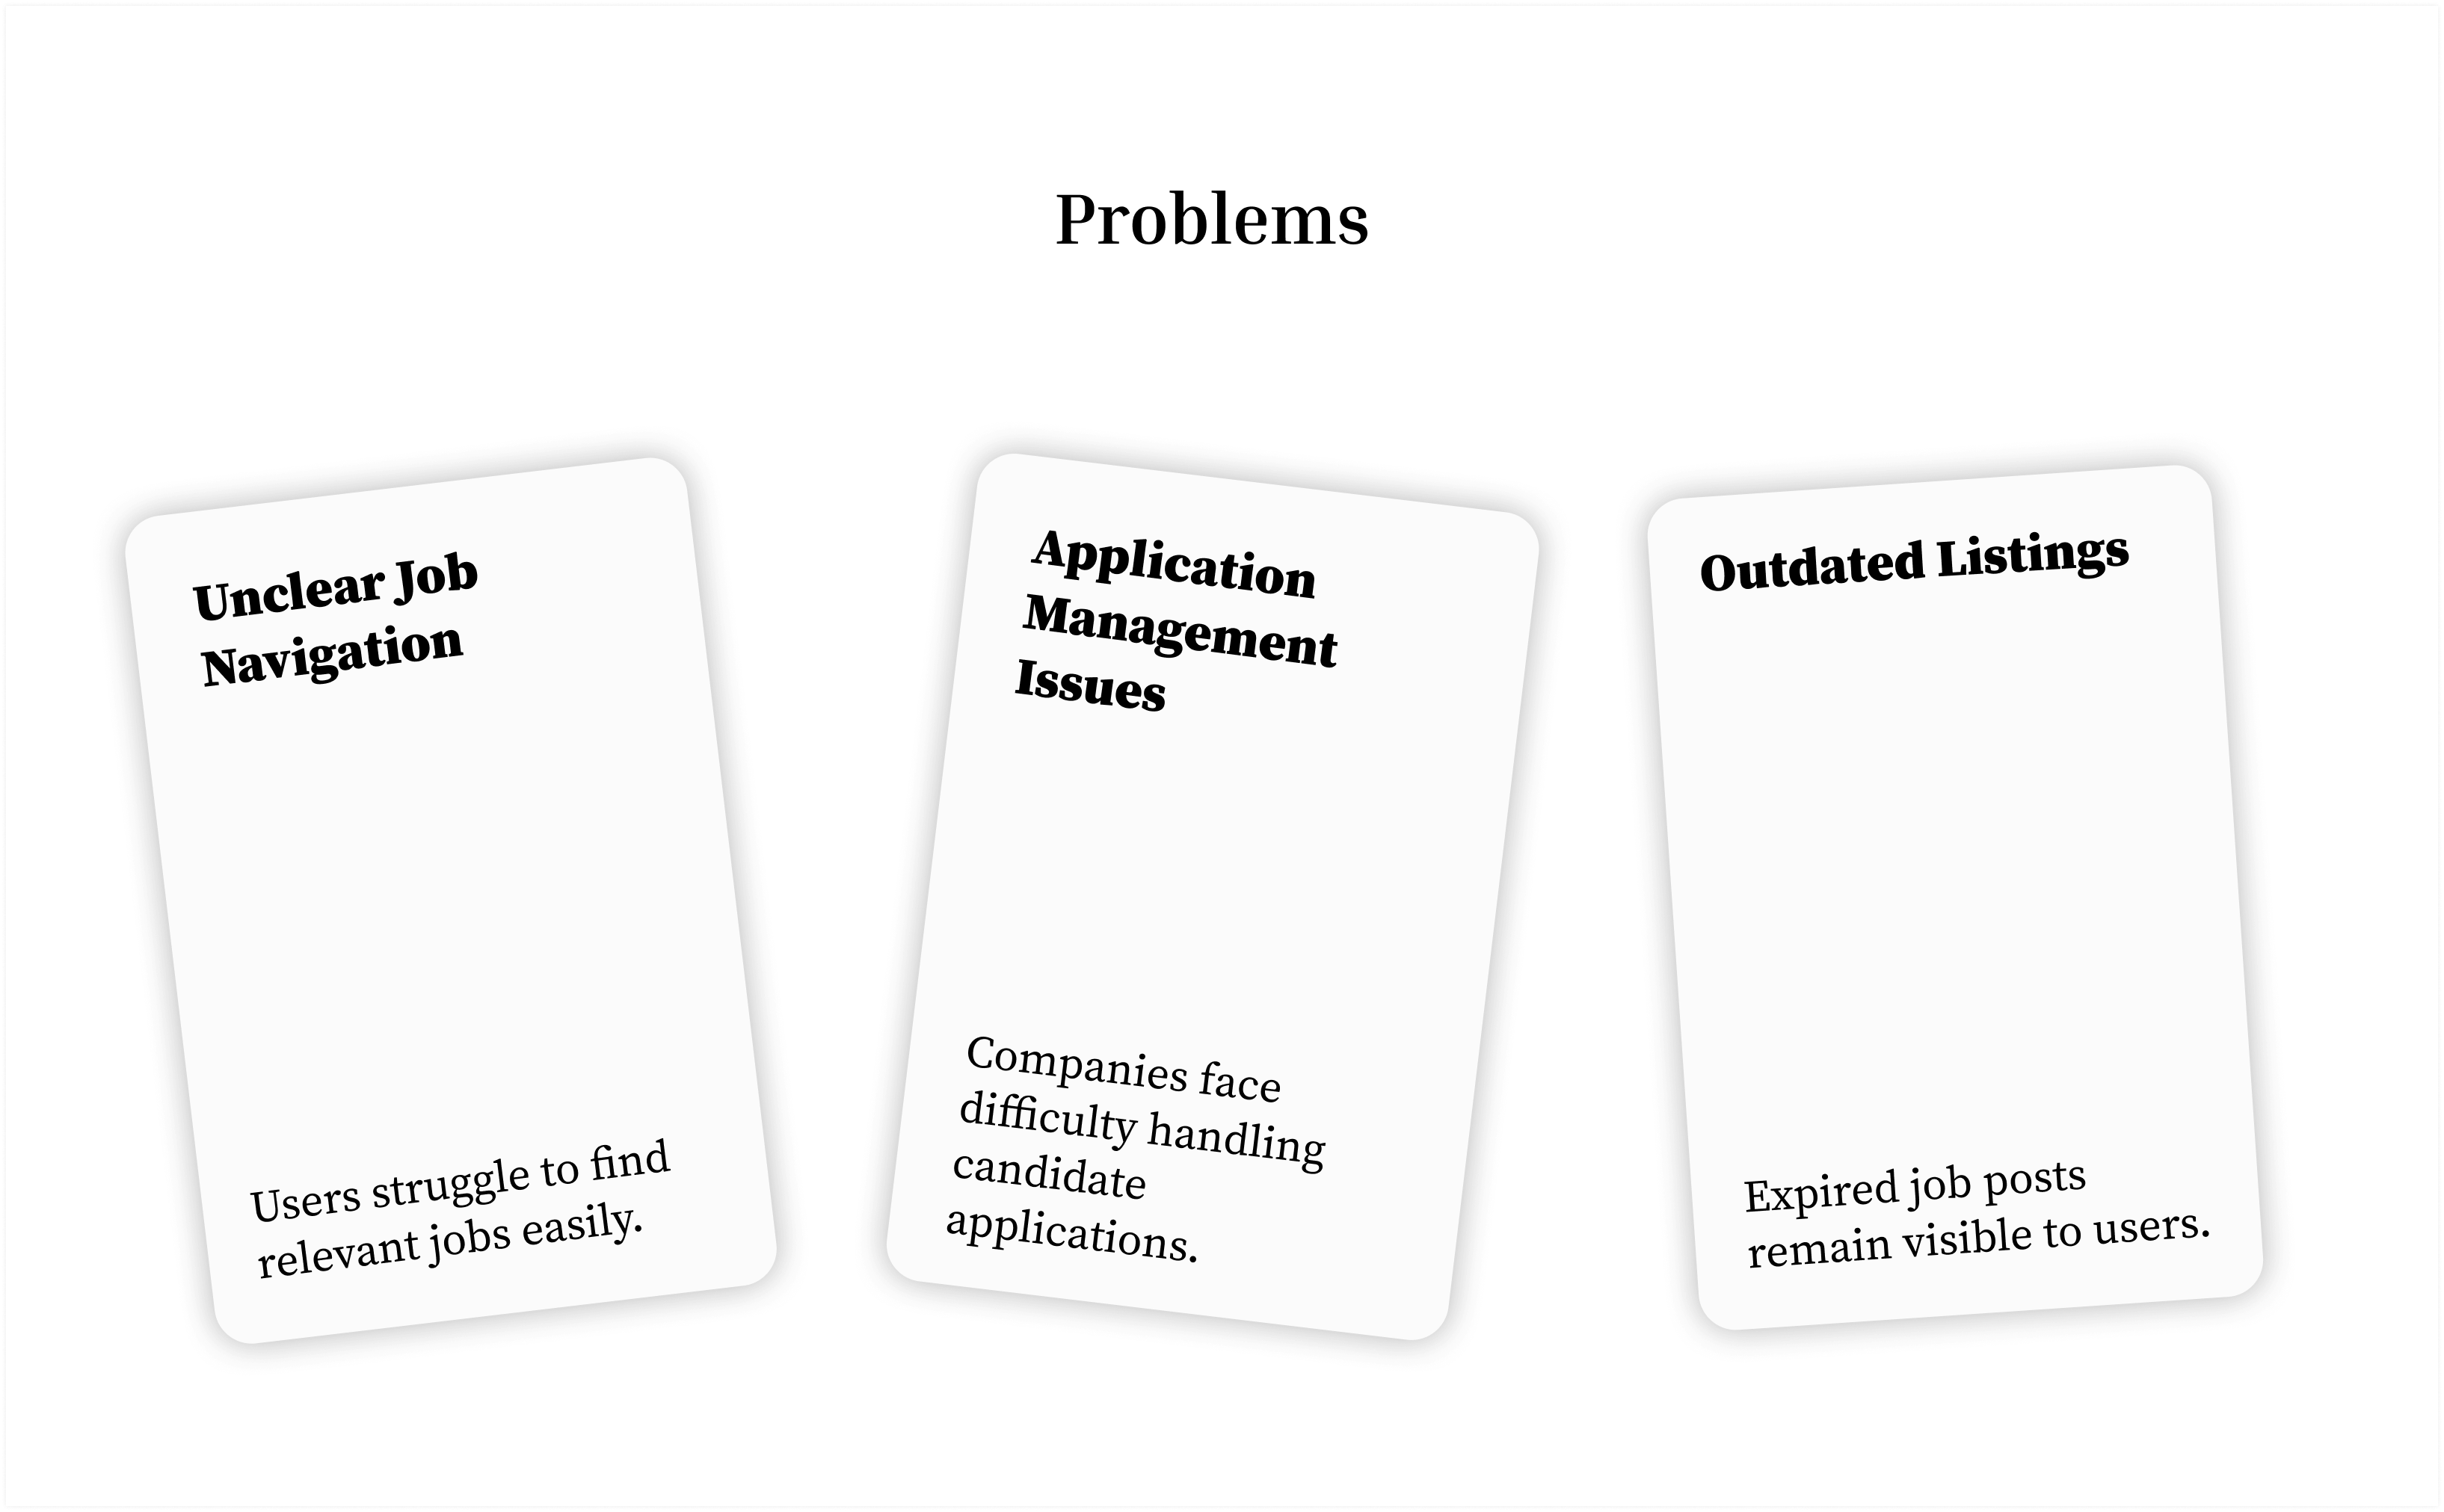 Problems
Unclear Job
Navigation
Users struggle to find
relevant jobs easily.
Application
Management
Issues
Companies face
difficulty handling
candidate
applications.
Outdated Listings
Expired job posts
remain visible to users.